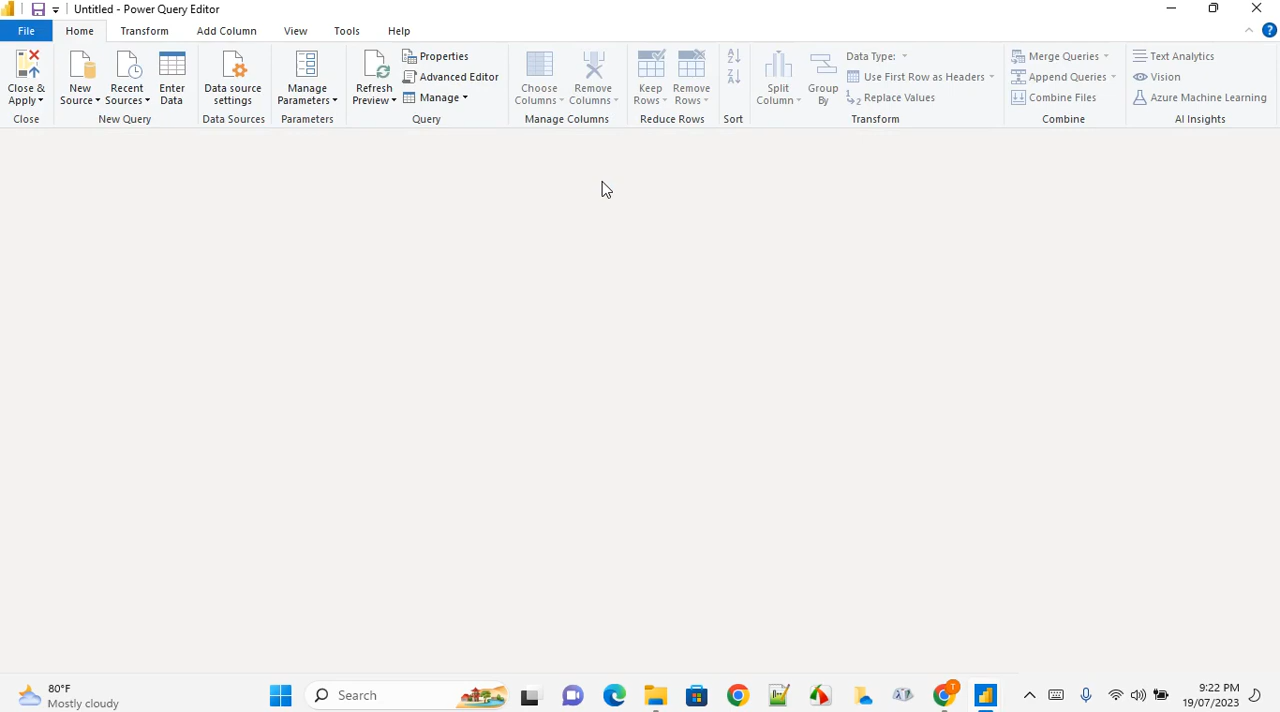 Untitled - Power Query Editor
File Home Transform Add Column View Tools Help
Close & Apply
New Source
Recent Sources
Enter Data
Data source settings
Manage Parameters
Refresh Preview
Properties
Advanced Editor
Manage
Choose Columns
Remove Columns
Keep Rows
Remove Rows
A
Z
Z
A
Split Column
Group By
Data Type:
Use First Row as Headers
1
2
Replace Values
Merge Queries
Append Queries
Combine Files
Text Analytics
Vision
Azure Machine Learning
Close New Query Data Sources Parameters Query Manage Columns Reduce Rows Sort Transform Combine AI Insights
80°F
Mostly cloudy
Search
T
9:22 PM
19/07/2023